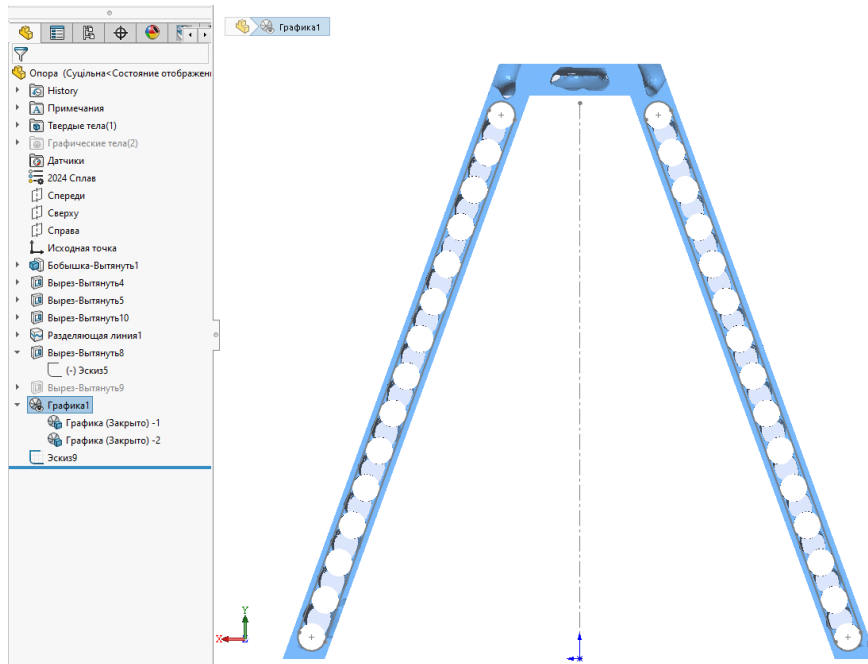 Графика1
Опора (Суцільна<Состояние отображени
History
Примечания
Твердые тела(1)
Графические тела(2)
Датчики
2024 Сплав
Спереди
Сверху
Справа
Исходная точка
Бобышка-Вытянуть1
Вырез-Вытянуть4
Вырез-Вытянуть5
Вырез-Вытянуть10
Разделяющая линия1
Вырез-Вытянуть8
(-) Эскиз5
Вырез-Вытянуть9
Графика1
Графика (Закрыто) -1
Графика (Закрыто) -2
Эскиз9
Y
X